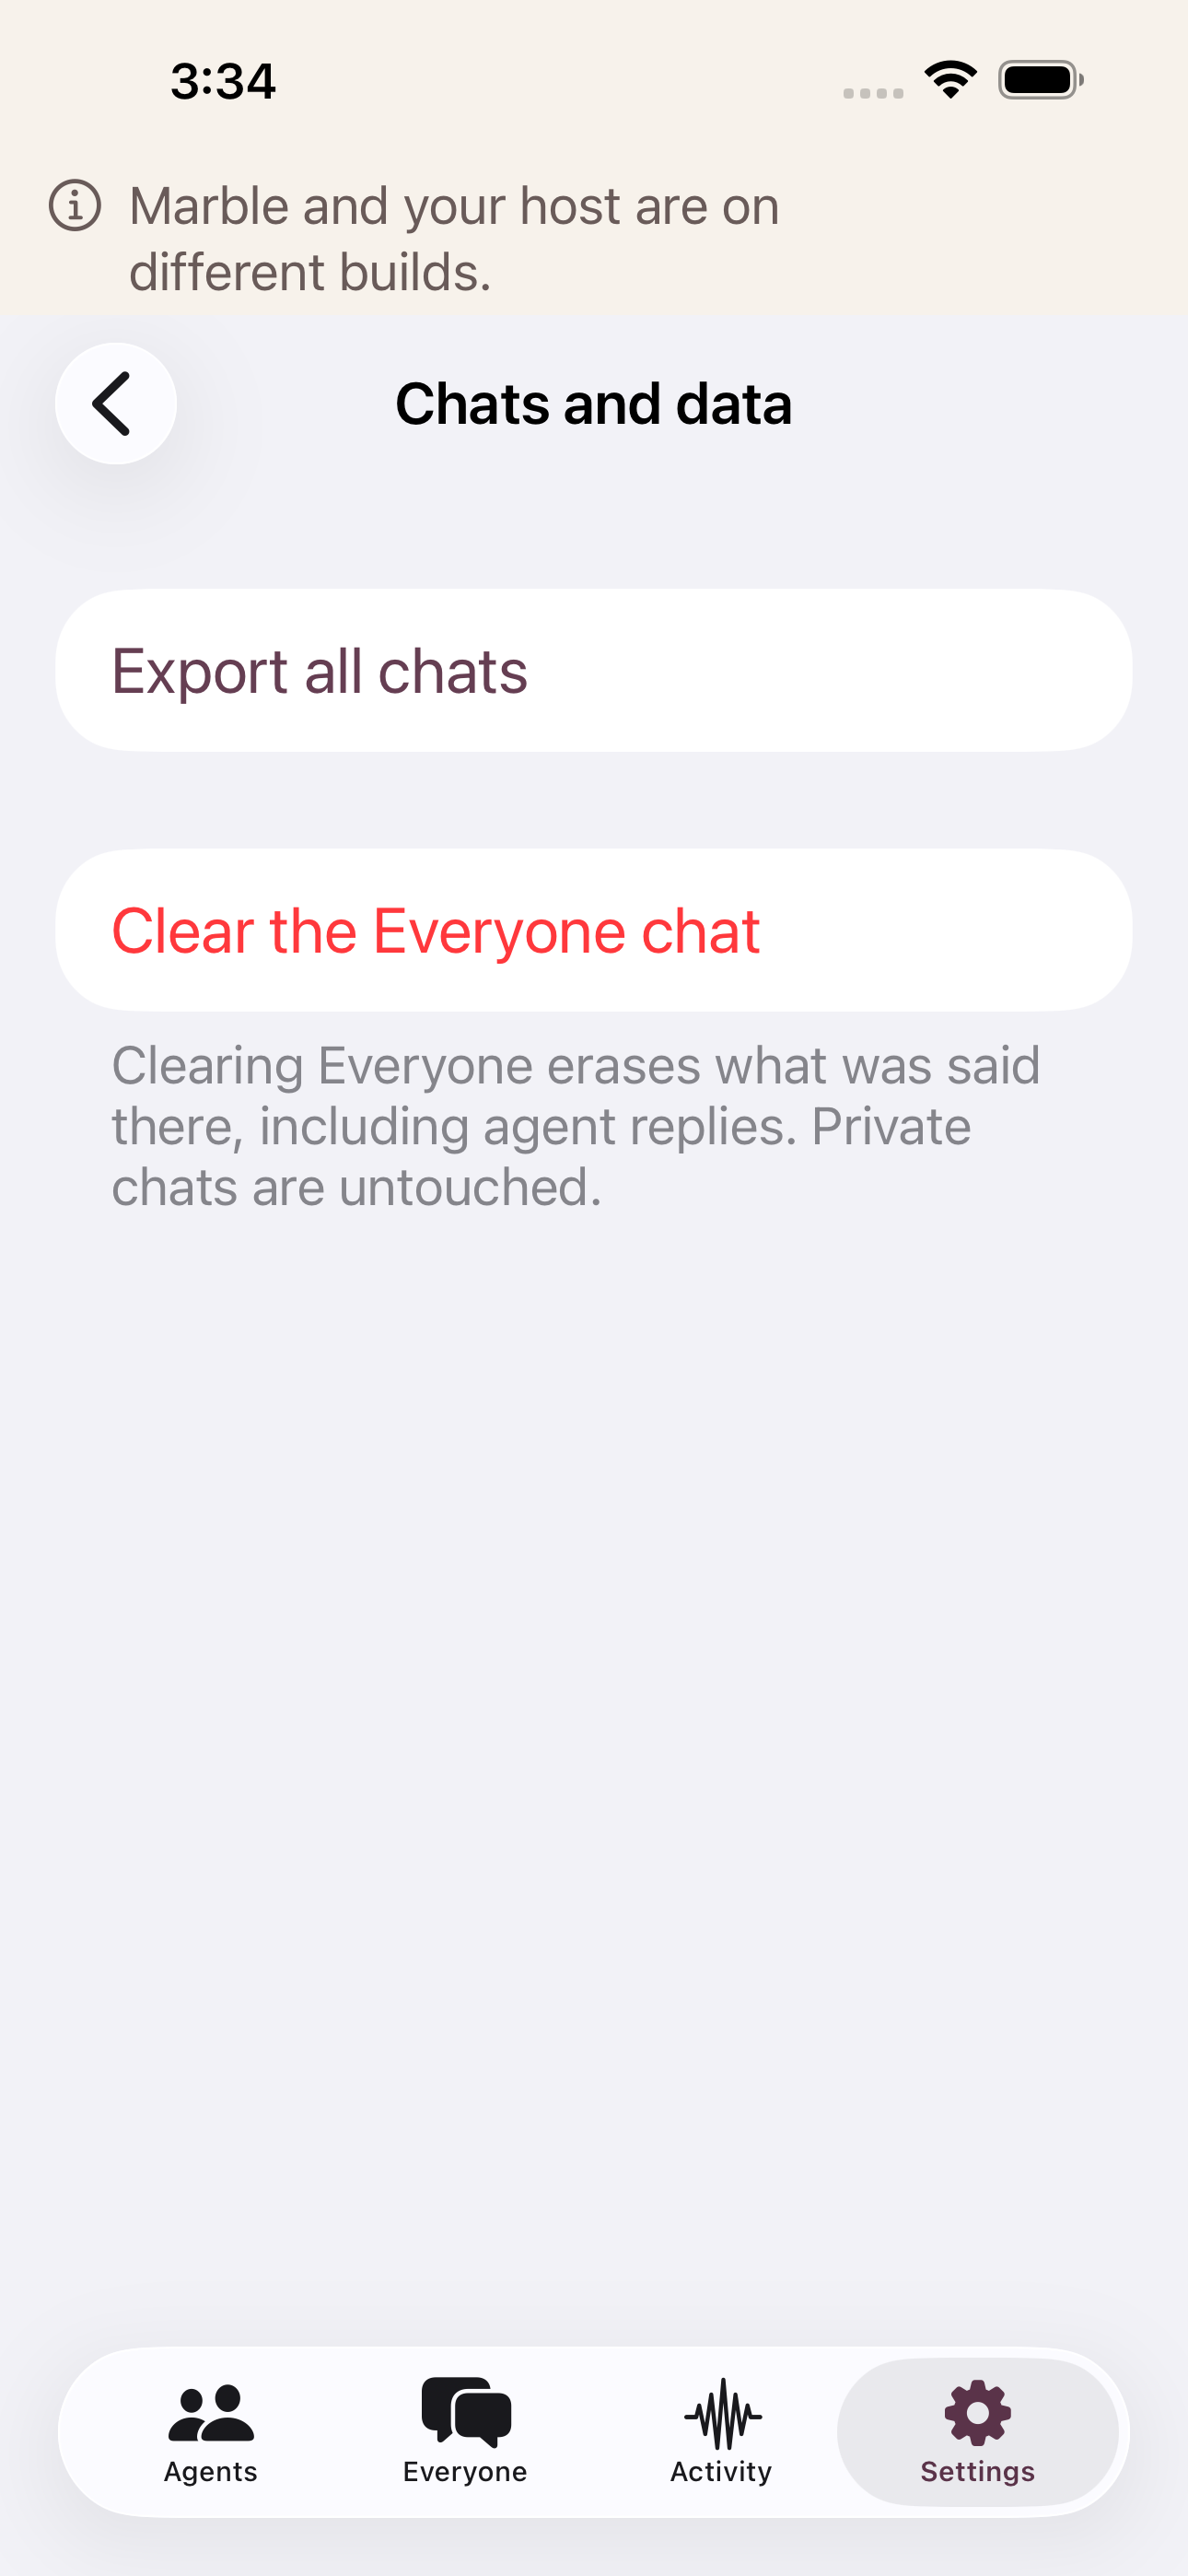 3:34
Marble and your host are on
different builds.
Chats and data
Export all chats
Clear the Everyone chat
Clearing Everyone erases what was said
there, including agent replies. Private
chats are untouched.
Agents
Everyone
Activity
Settings